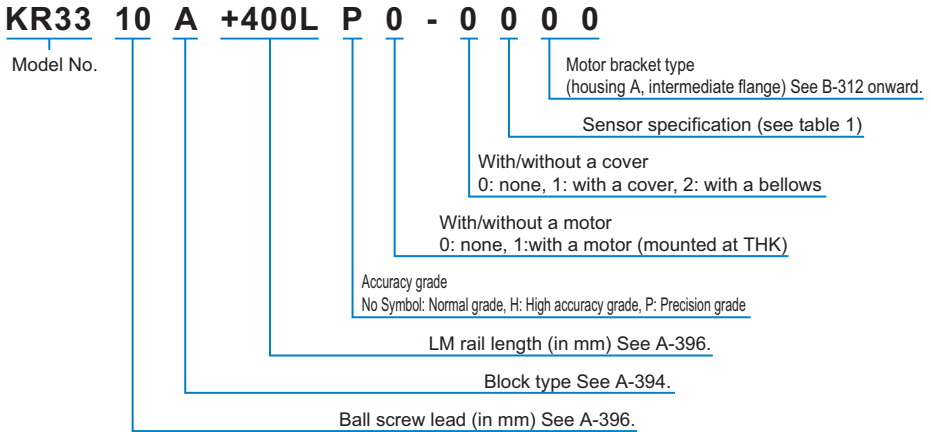 KR33 10 A +400L P 0 - 0 0 0 0
Model No.
Motor bracket type
(housing A, intermediate flange) See B-312 onward.
Sensor specification (see table 1)
With/without a cover
0: none, 1: with a cover, 2: with a bellows
With/without a motor
0: none, 1:with a motor (mounted at THK)
Accuracy grade
No Symbol: Normal grade, H: High accuracy grade, P: Precision grade
LM rail length (in mm) See A-396.
Block type See A-394.
Ball screw lead (in mm) See A-396.